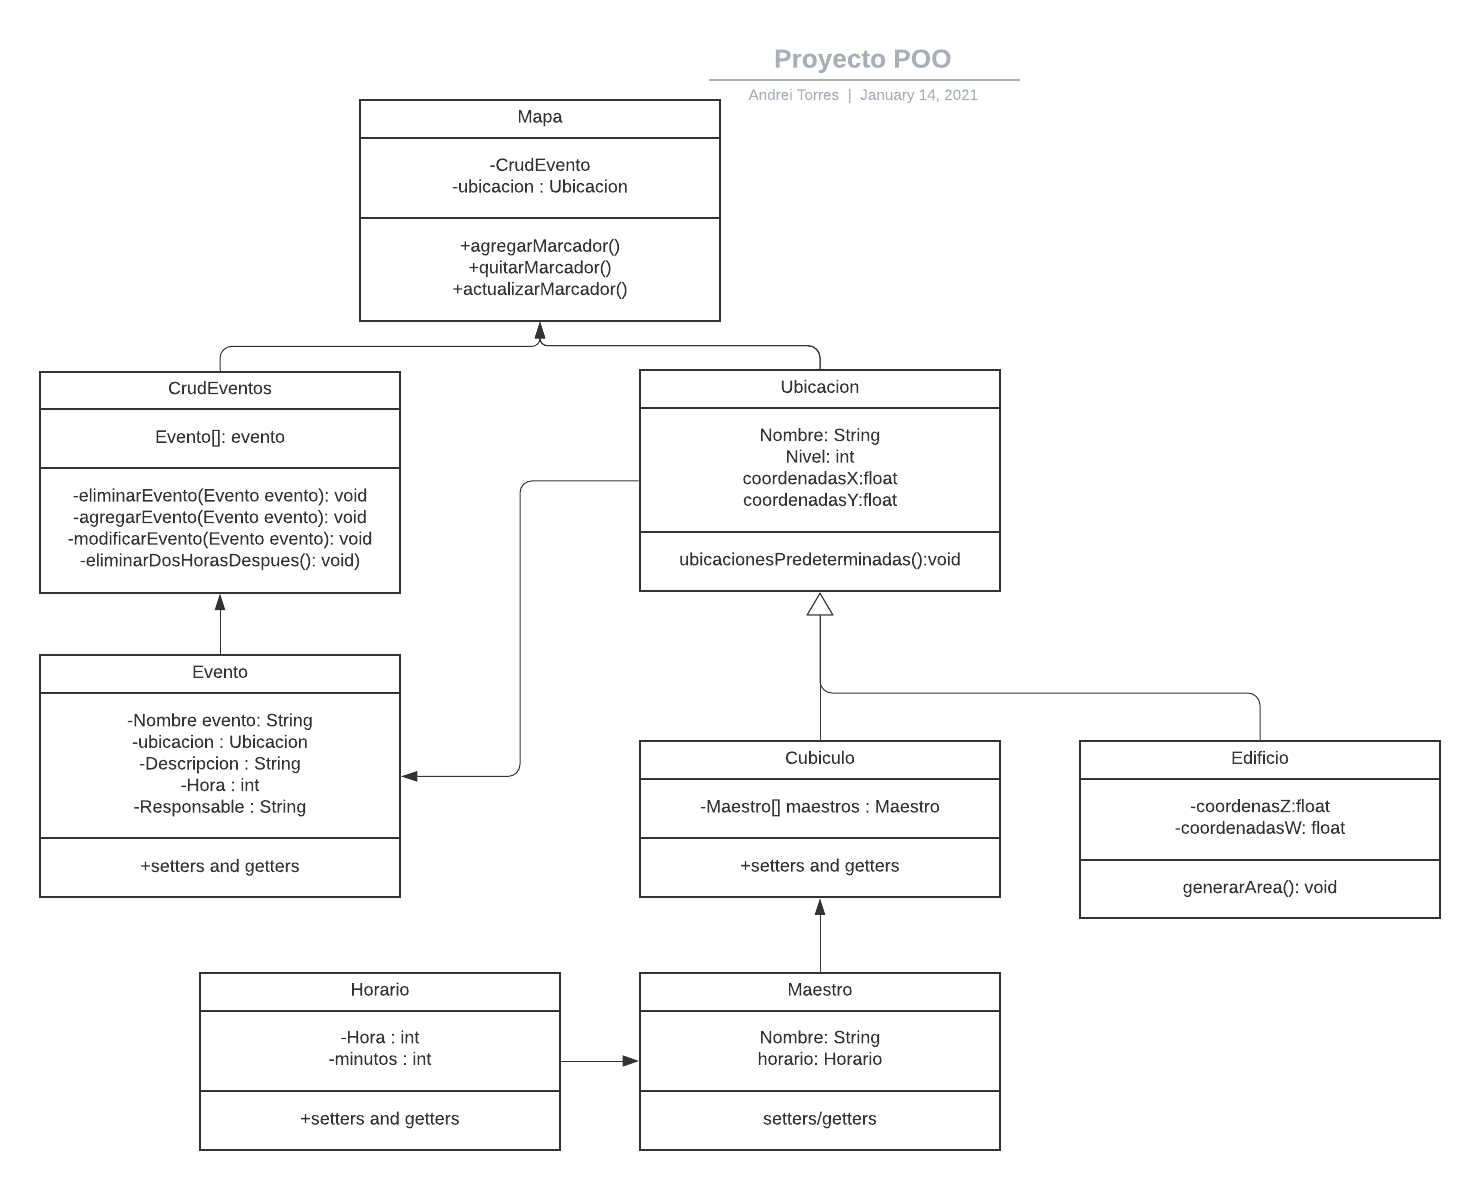 Proyecto POO
Andrei Torres | January 14, 2021
Mapa
-CrudEvento
-ubicacion : Ubicacion
+agregarMarcador()
+quitarMarcador()
+actualizarMarcador()
CrudEventos
Evento[]: evento
-eliminarEvento(Evento evento): void
-agregarEvento(Evento evento): void
-modificarEvento(Evento evento): void
-eliminarDosHorasDespues(): void)
Ubicacion
Nombre: String
Nivel: int
coordenadasX:float
coordenadasY:float
ubicacionesPredeterminadas():void
Evento
-Nombre evento: String
-ubicacion : Ubicacion
-Descripcion : String
-Hora : int
-Responsable : String
+setters and getters
Cubiculo
-Maestro[] maestros : Maestro
+setters and getters
Edificio
-coordenasZ:float
-coordenadasW: float
generarArea(): void
Horario
-Hora : int
-minutos : int
+setters and getters
Maestro
Nombre: String
horario: Horario
setters/getters